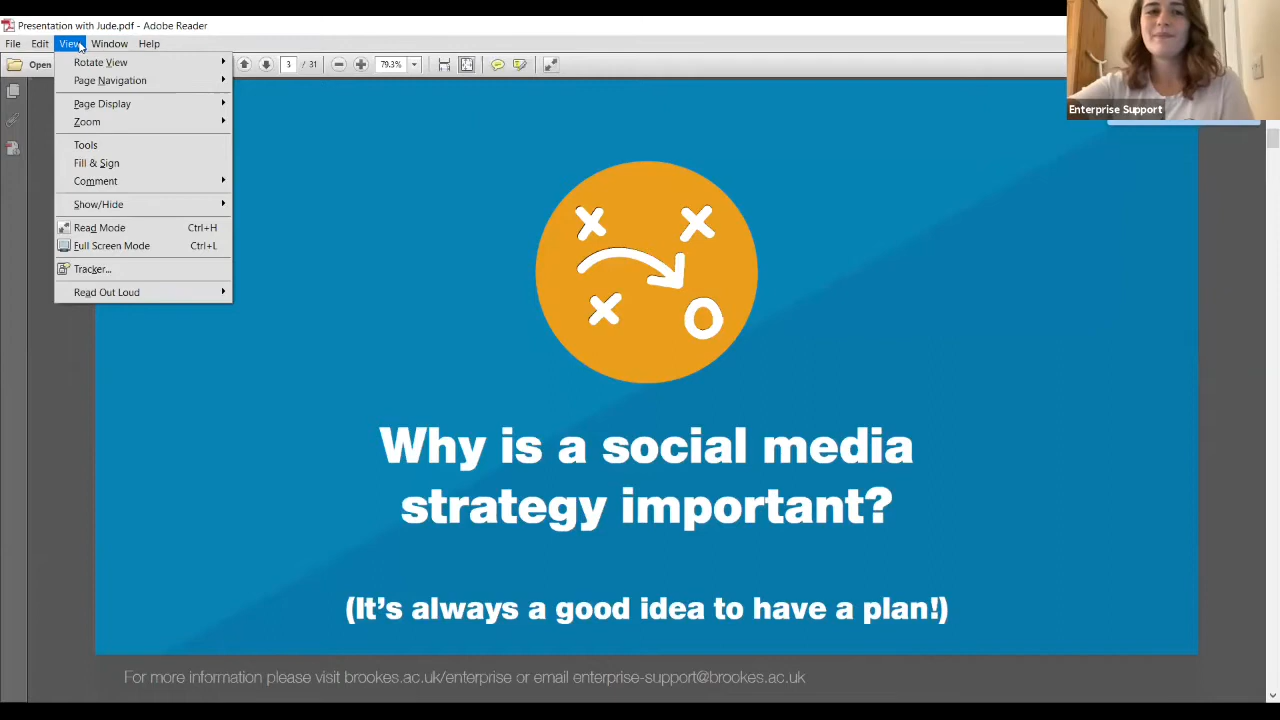 Presentation with Jude.pdf - Adobe Reader
File Edit View Window Help
Open
3 / 31
79.3%
Rotate View
Page Navigation
Page Display
Zoom
Tools
Fill & Sign
Comment
Show/Hide
Read Mode Ctrl+H
Full Screen Mode Ctrl+L
Tracker...
Read Out Loud
Enterprise Support
Why is a social media
strategy important?
(It's always a good idea to have a plan!)
For more information please visit brookes.ac.uk/enterprise or email enterprise-support@brookes.ac.uk